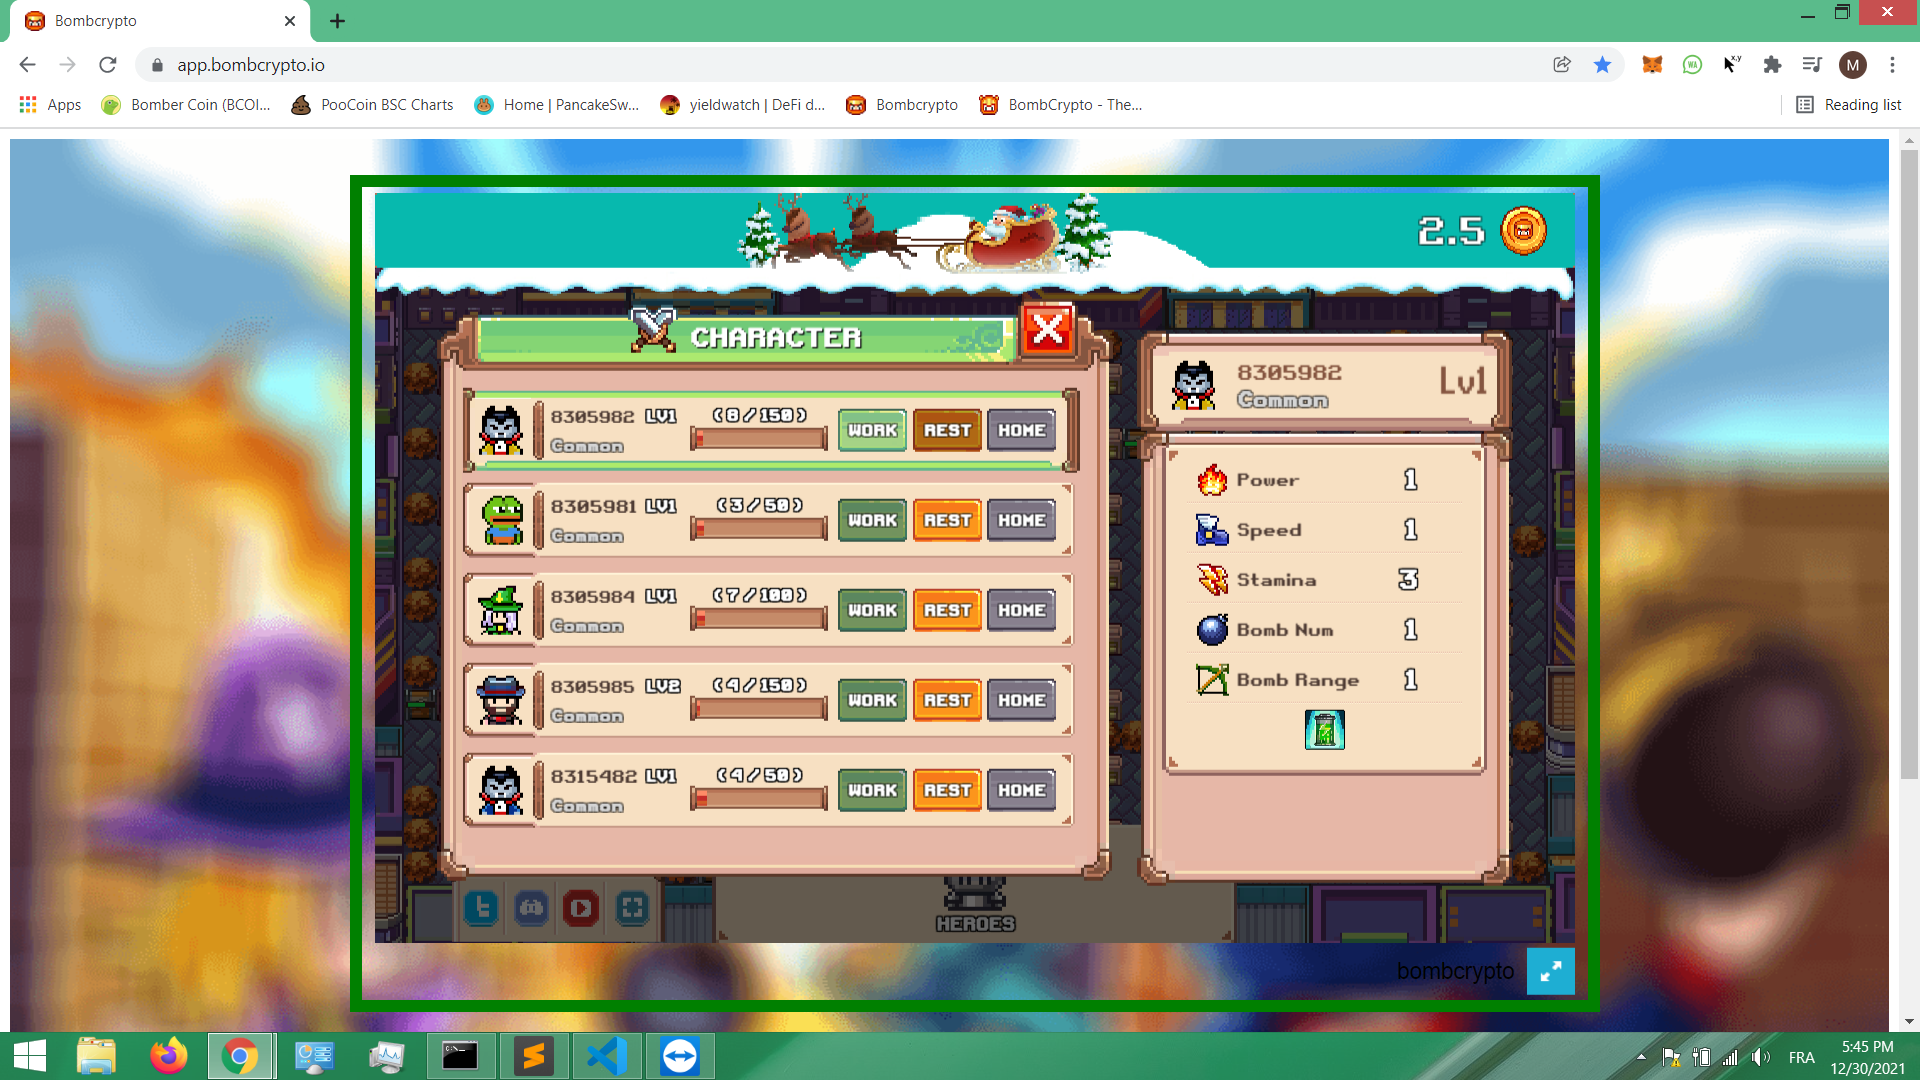 Bombcrypto
app.bombcrypto.io
M
Apps
Bomber Coin (BCOI...
PooCoin BSC Charts
Home | PancakeSw...
yieldwatch | DeFi d...
Bombcrypto
BombCrypto - The...
Reading list
2.5
CHARACTER
8305982 LV1 (8/150) WORK REST HOME
Common
8305981 LV1 (3/50) WORK REST HOME
Common
8305984 LV1 (7/100) WORK REST HOME
Common
8305985 LV2 (4/150) WORK REST HOME
Common
8315482 LV1 (4/50) WORK REST HOME
Common
8305982 Lv1
Common
Power 1
Speed 1
Stamina 3
Bomb Num 1
Bomb Range 1
HEROES
bombcrypto
FRA
5:45 PM
12/30/2021